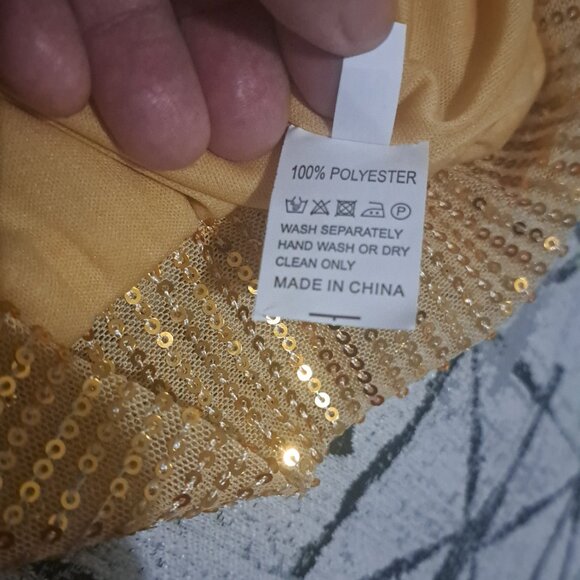 100% POLYESTER
P
WASH SEPARATELY
HAND WASH OR DRY
CLEAN ONLY
MADE IN CHINA